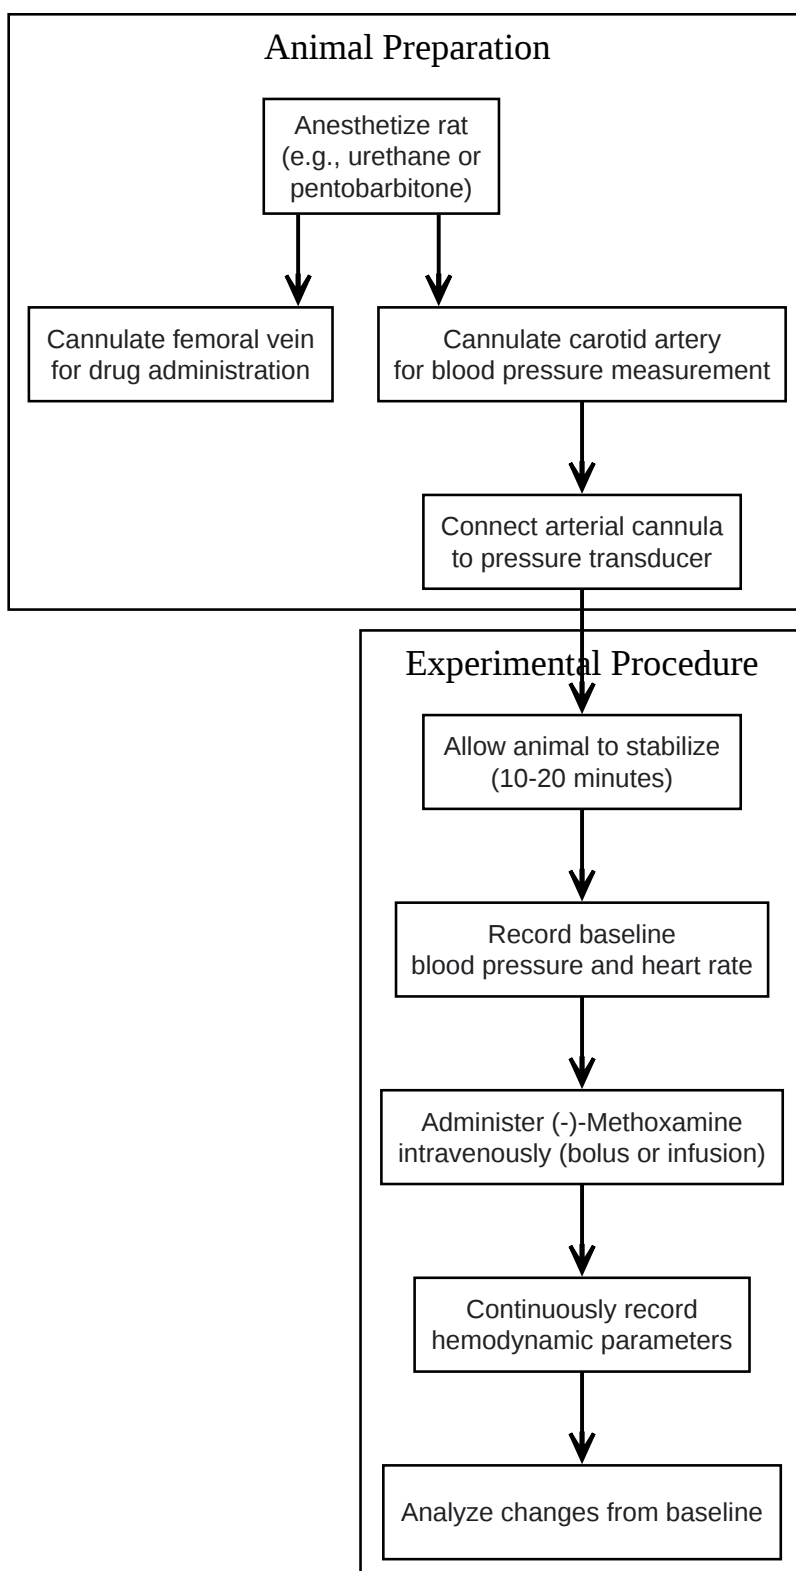 Animal Preparation
Anesthetize rat
(e.g., urethane or
pentobarbitone)
Cannulate femoral vein
for drug administration
Cannulate carotid artery
for blood pressure measurement
Connect arterial cannula
to pressure transducer
Experimental Procedure
Allow animal to stabilize
(10-20 minutes)
Record baseline
blood pressure and heart rate
Administer (-)-Methoxamine
intravenously (bolus or infusion)
Continuously record
hemodynamic parameters
Analyze changes from baseline